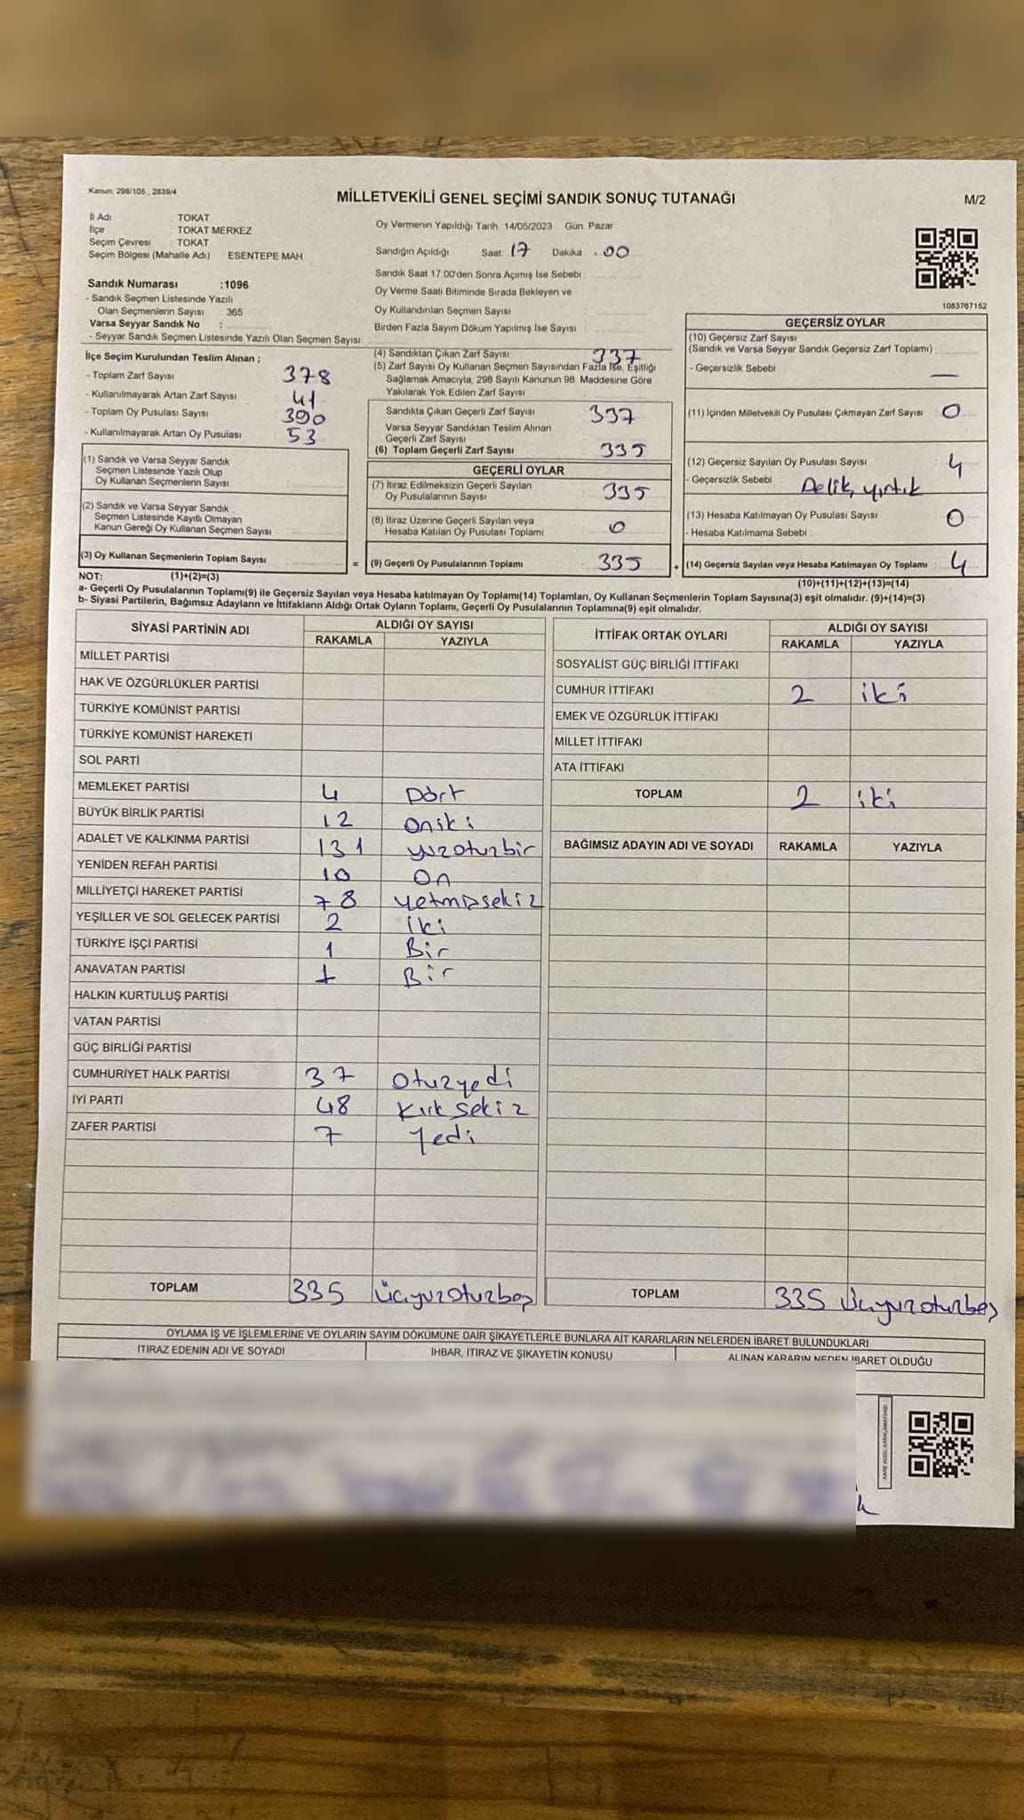 Kanun: 298/105 , 2839/4
MİLLETVEKİLİ GENEL SEÇİMİ SANDIK SONUÇ TUTANAĞI
M/2
İl Adı : TOKAT
İlçe : TOKAT MERKEZ
Seçim Çevresi : TOKAT
Seçim Bölgesi (Mahalle Adı) ESENTEPE MAH
Sandık Numarası :1096
- Sandık Seçmen Listesinde Yazılı
Olan Seçmenlerin Sayısı : 365
Varsa Seyyar Sandık No :
- Seyyar Sandık Seçmen Listesinde Yazılı Olan Seçmen Sayısı
Oy Vermenin Yapıldığı Tarih 14/05/2023 Gün: Pazar
Sandığın Açıldığı Saat: 17 Dakika : 00
Sandık Saat 17:00'den Sonra Açılmış İse Sebebi
Oy Verme Saati Bitiminde Sırada Bekleyen ve
Oy Kullandırılan Seçmen Sayısı
Birden Fazla Sayım Döküm Yapılmış İse Sayısı
1083767152
İlçe Seçim Kurulundan Teslim Alınan ;
- Toplam Zarf Sayısı 378
- Kullanılmayarak Artan Zarf Sayısı 41
- Toplam Oy Pusulası Sayısı 390
- Kullanılmayarak Artan Oy Pusulası 53
(1) Sandık ve Varsa Seyyar Sandık
Seçmen Listesinde Yazılı Olup
Oy Kullanan Seçmenlerin Sayısı
(2) Sandık ve Varsa Seyyar Sandık
Seçmen Listesinde Kayıtlı Olmayan
Kanun Gereği Oy Kullanan Seçmen Sayısı
(3) Oy Kullanan Seçmenlerin Toplam Sayısı
(1)+(2)=(3)
(4) Sandıktan Çıkan Zarf Sayısı 337
(5) Zarf Sayısı Oy Kullanan Seçmen Sayısından Fazla İse, Eşitliği
Sağlamak Amacıyla, 298 Sayılı Kanunun 98. Maddesine Göre
Yakılarak Yok Edilen Zarf Sayısı
Sandıkta Çıkan Geçerli Zarf Sayısı 337
Varsa Seyyar Sandıktan Teslim Alınan
Geçerli Zarf Sayısı
(6) Toplam Geçerli Zarf Sayısı 335
GEÇERLİ OYLAR
(7) İtiraz Edilmeksizin Geçerli Sayılan
Oy Pusulalarının Sayısı 335
(8) İtiraz Üzerine Geçerli Sayılan veya
Hesaba Katılan Oy Pusulası Toplamı 0
= (9) Geçerli Oy Pusulalarının Toplamı 335 +
GEÇERSİZ OYLAR
(10) Geçersiz Zarf Sayısı
(Sandık ve Varsa Seyyar Sandık Geçersiz Zarf Toplamı)
- Geçersizlik Sebebi —
(11) İçinden Milletvekili Oy Pusulası Çıkmayan Zarf Sayısı 0
(12) Geçersiz Sayılan Oy Pusulası Sayısı 4
- Geçersizlik Sebebi Delik, yırtık
(13) Hesaba Katılmayan Oy Pusulası Sayısı 0
- Hesaba Katılmama Sebebi
(14) Geçersiz Sayılan veya Hesaba Katılmayan Oy Toplamı 4
(10)+(11)+(12)+(13)=(14)
NOT:
a- Geçerli Oy Pusulalarının Toplamı(9) ile Geçersiz Sayılan veya Hesaba katılmayan Oy Toplamı(14) Toplamları, Oy Kullanan Seçmenlerin Toplam Sayısına(3) eşit olmalıdır. (9)+(14)=(3)
b- Siyasi Partilerin, Bağımsız Adayların ve İttifakların Aldığı Ortak Oyların Toplamı, Geçerli Oy Pusulalarının Toplamına(9) eşit olmalıdır.
SİYASİ PARTİNİN ADI
ALDIĞI OY SAYISI
RAKAMLA YAZIYLA
MİLLET PARTİSİ
HAK VE ÖZGÜRLÜKLER PARTİSİ
TÜRKİYE KOMÜNİST PARTİSİ
TÜRKİYE KOMÜNİST HAREKETİ
SOL PARTİ
MEMLEKET PARTİSİ 4 Dört
BÜYÜK BİRLİK PARTİSİ 12 Oniki
ADALET VE KALKINMA PARTİSİ 131 yuzotuzbir
YENİDEN REFAH PARTİSİ 10 On
MİLLİYETÇİ HAREKET PARTİSİ 78 yetmişsekiz
YEŞİLLER VE SOL GELECEK PARTİSİ 2 İki
TÜRKİYE İŞÇİ PARTİSİ 1 Bir
ANAVATAN PARTİSİ 1 Bir
HALKIN KURTULUŞ PARTİSİ
VATAN PARTİSİ
GÜÇ BİRLİĞİ PARTİSİ
CUMHURİYET HALK PARTİSİ 37 Otuzyedi
İYİ PARTİ 48 Kırksekiz
ZAFER PARTİSİ 7 Yedi
TOPLAM 335 üçyuzotuzbeş
İTTİFAK ORTAK OYLARI
ALDIĞI OY SAYISI
RAKAMLA YAZIYLA
SOSYALİST GÜÇ BİRLİĞİ İTTİFAKI
CUMHUR İTTİFAKI 2 iki
EMEK VE ÖZGÜRLÜK İTTİFAKI
MİLLET İTTİFAKI
ATA İTTİFAKI
TOPLAM 2 iki
BAĞIMSIZ ADAYIN ADI VE SOYADI RAKAMLA YAZIYLA
TOPLAM 335 Üçyuzotuzbeş
OYLAMA İŞ VE İŞLEMLERİNE VE OYLARIN SAYIM DÖKÜMÜNE DAİR ŞİKAYETLERLE BUNLARA AİT KARARLARIN NELERDEN İBARET BULUNDUKLARI
İTİRAZ EDENİN ADI VE SOYADI
İHBAR, İTİRAZ VE ŞİKAYETİN KONUSU
ALINAN KARARIN NEDEN İBARET OLDUĞU